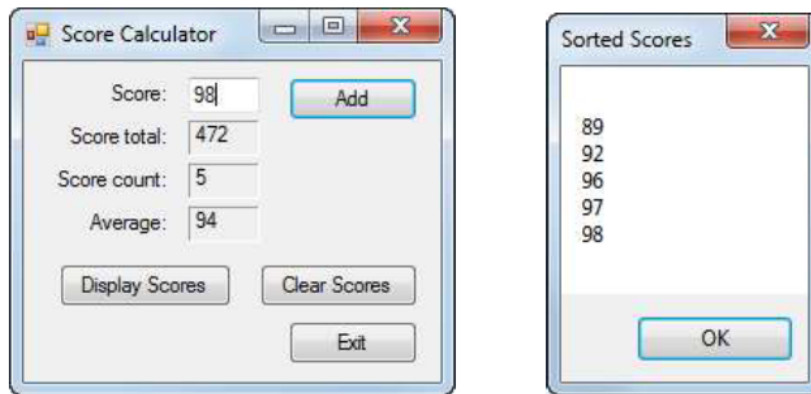 Score Calculator
Score: 98
Add
Score total: 472
Score count: 5
Average: 94
Display Scores
Clear Scores
Exit
Sorted Scores
89
92
96
97
98
OK